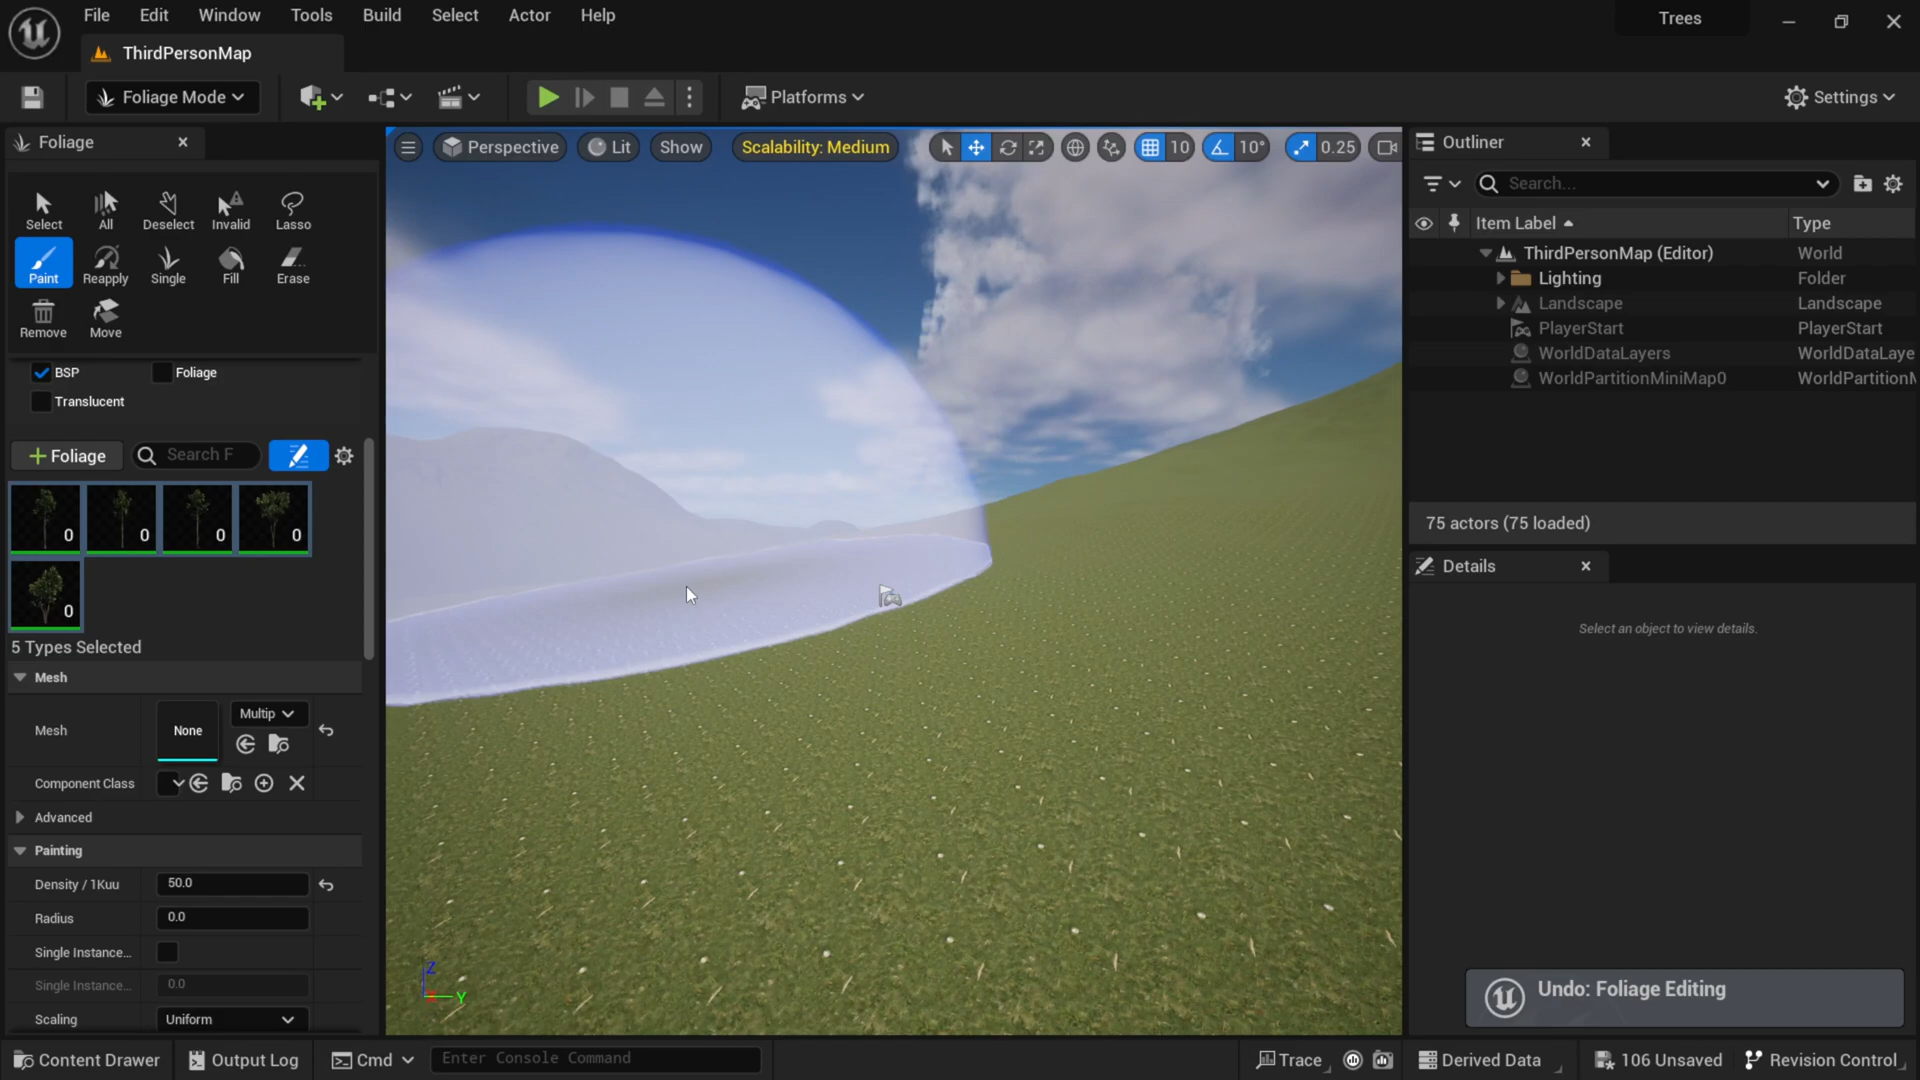 File Edit Window Tools Build Select Actor Help
Trees
ThirdPersonMap
Foliage Mode
Platforms
Settings
Foliage
Perspective
Lit
Show
Scalability: Medium
10
10°
0.25
Outliner
Search...
Item Label
Type
ThirdPersonMap (Editor) World
Lighting Folder
Landscape Landscape
PlayerStart PlayerStart
WorldDataLayers WorldDataLaye
WorldPartitionMiniMap0 WorldPartitionM
75 actors (75 loaded)
Details
Select an object to view details.
Select All Deselect Invalid Lasso
Paint Reapply Single Fill Erase
Remove Move
BSP Foliage
Translucent
+ Foliage
Search F
0 0 0 0
0
5 Types Selected
Mesh
Mesh None Multip
Component Class
Advanced
Painting
Density / 1Kuu 50.0
Radius 0.0
Single Instance...
Single Instance... 0.0
Scaling Uniform
Z
Y
Undo: Foliage Editing
Content Drawer
Output Log
Cmd
Enter Console Command
Trace
Derived Data
106 Unsaved
Revision Control